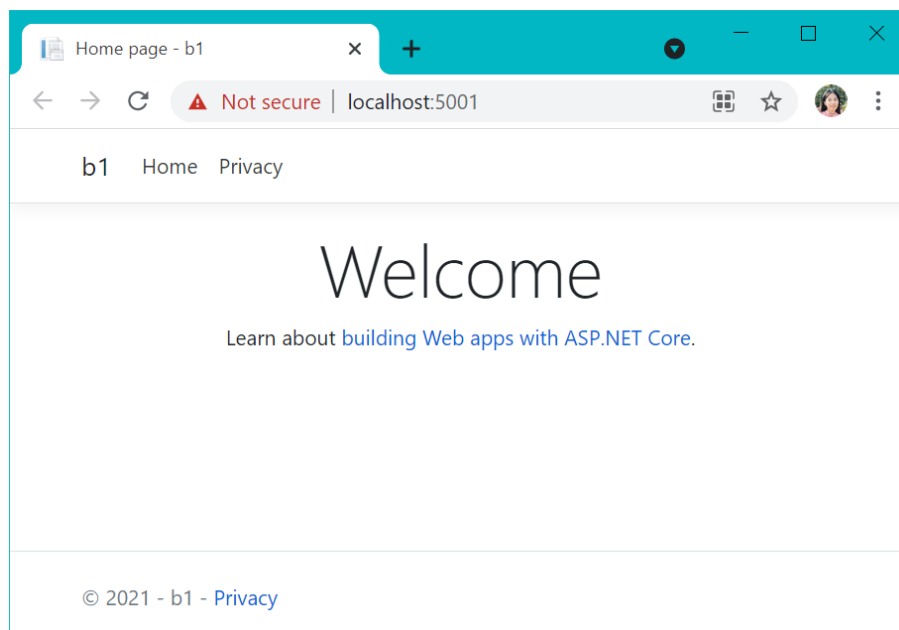 Home page - b1
Not secure | localhost:5001
b1 Home Privacy
Welcome
Learn about building Web apps with ASP.NET Core.
© 2021 - b1 - Privacy